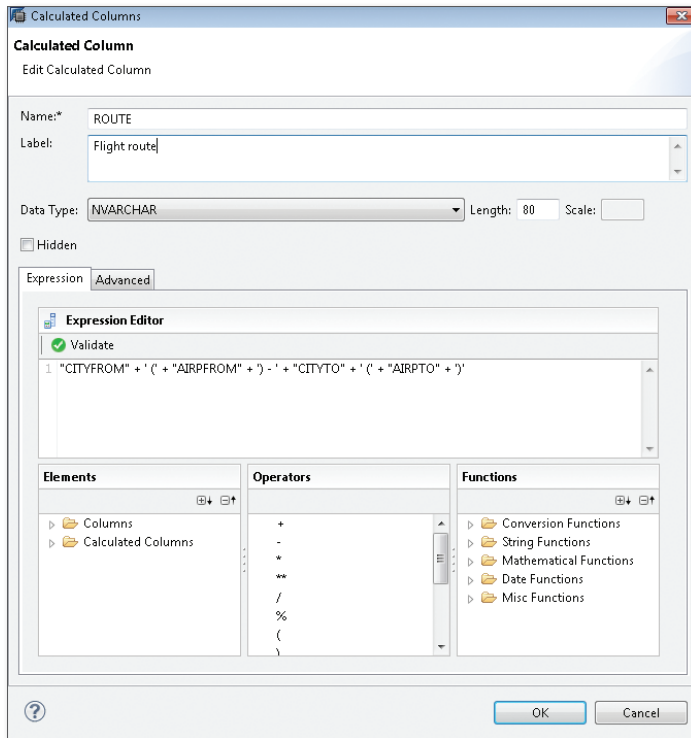 Calculated Columns
Calculated Column
Edit Calculated Column
Name:* ROUTE
Label: Flight route
Data Type: NVARCHAR Length: 80 Scale:
Hidden
Expression Advanced
Expression Editor
Validate
1 "CITYFROM" + ' (' + "AIRPFROM" + ') - ' + "CITYTO" + ' (' + "AIRPTO" + ')'
Elements Operators Functions
Columns + Conversion Functions
Calculated Columns - String Functions
* Mathematical Functions
** Date Functions
/ Misc Functions
%
(
)
? OK Cancel